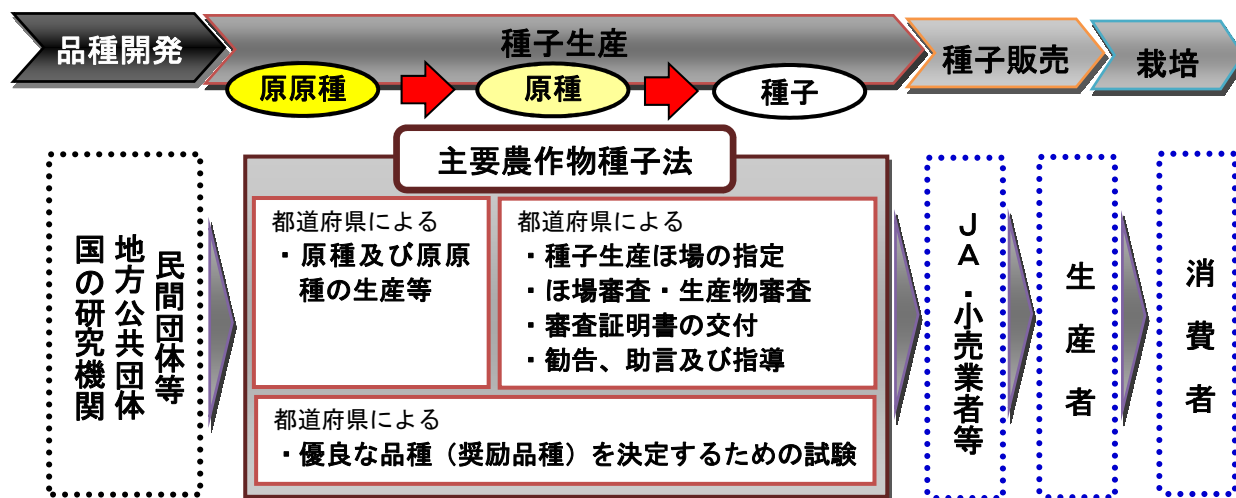 品種開発
種子生産
種子販売
栽培
原原種
原種
種子
主要農作物種子法
民間団体等
地方公共団体
国の研究機関
都道府県による
・原種及び原原
種の生産等
都道府県による
・種子生産ほ場の指定
・ほ場審査・生産物審査
・審査証明書の交付
・勧告、助言及び指導
都道府県による
・優良な品種（奨励品種）を決定するための試験
ＪＡ・小売業者等
生産者
消費者